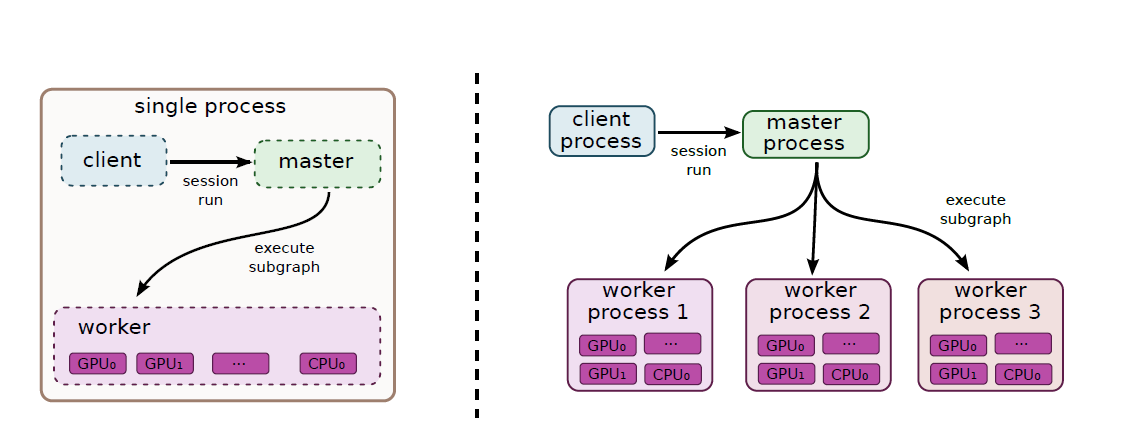 single process
client
master
session
run
execute
subgraph
worker
GPU₀
GPU₁
...
CPU₀
client
process
master
process
session
run
execute
subgraph
worker
process 1
GPU₀
...
GPU₁
CPU₀
worker
process 2
GPU₀
...
GPU₁
CPU₀
worker
process 3
GPU₀
...
GPU₁
CPU₀